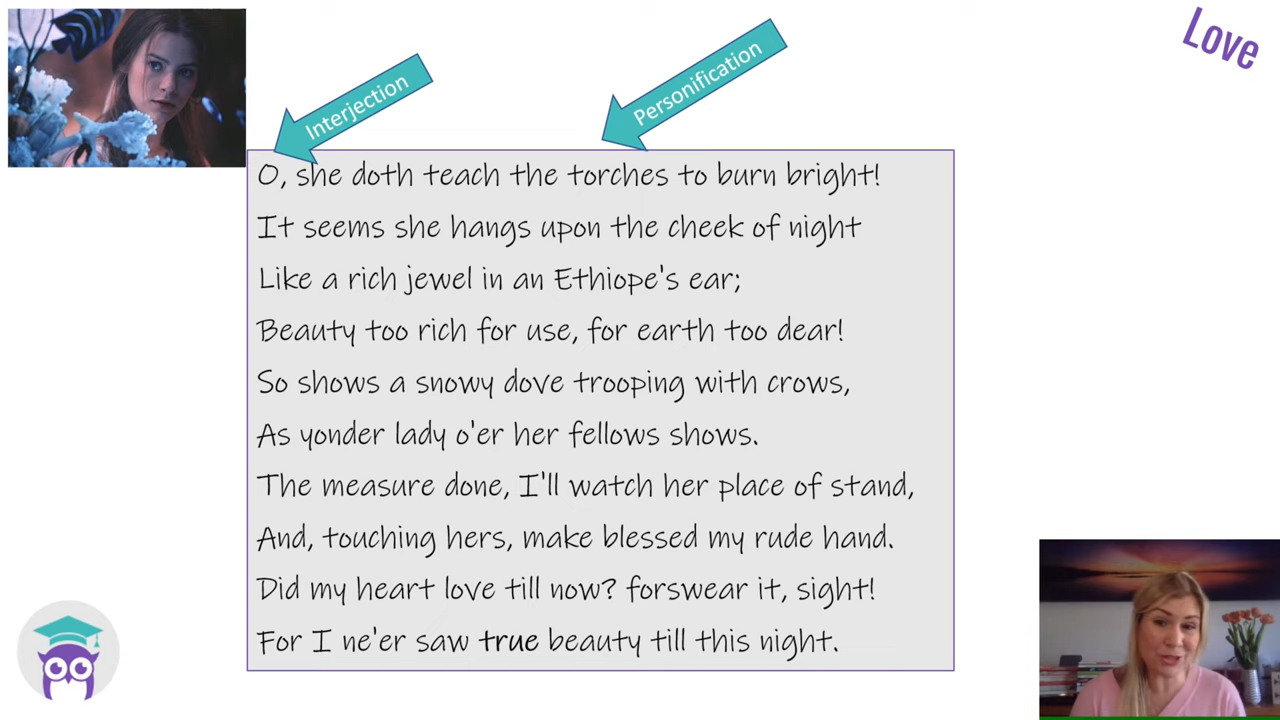 Love
Interjection
Personification
O, she doth teach the torches to burn bright!
It seems she hangs upon the cheek of night
Like a rich jewel in an Ethiope's ear;
Beauty too rich for use, for earth too dear!
So shows a snowy dove trooping with crows,
As yonder lady o'er her fellows shows.
The measure done, I'll watch her place of stand,
And, touching hers, make blessed my rude hand.
Did my heart love till now? forswear it, sight!
For I ne'er saw true beauty till this night.